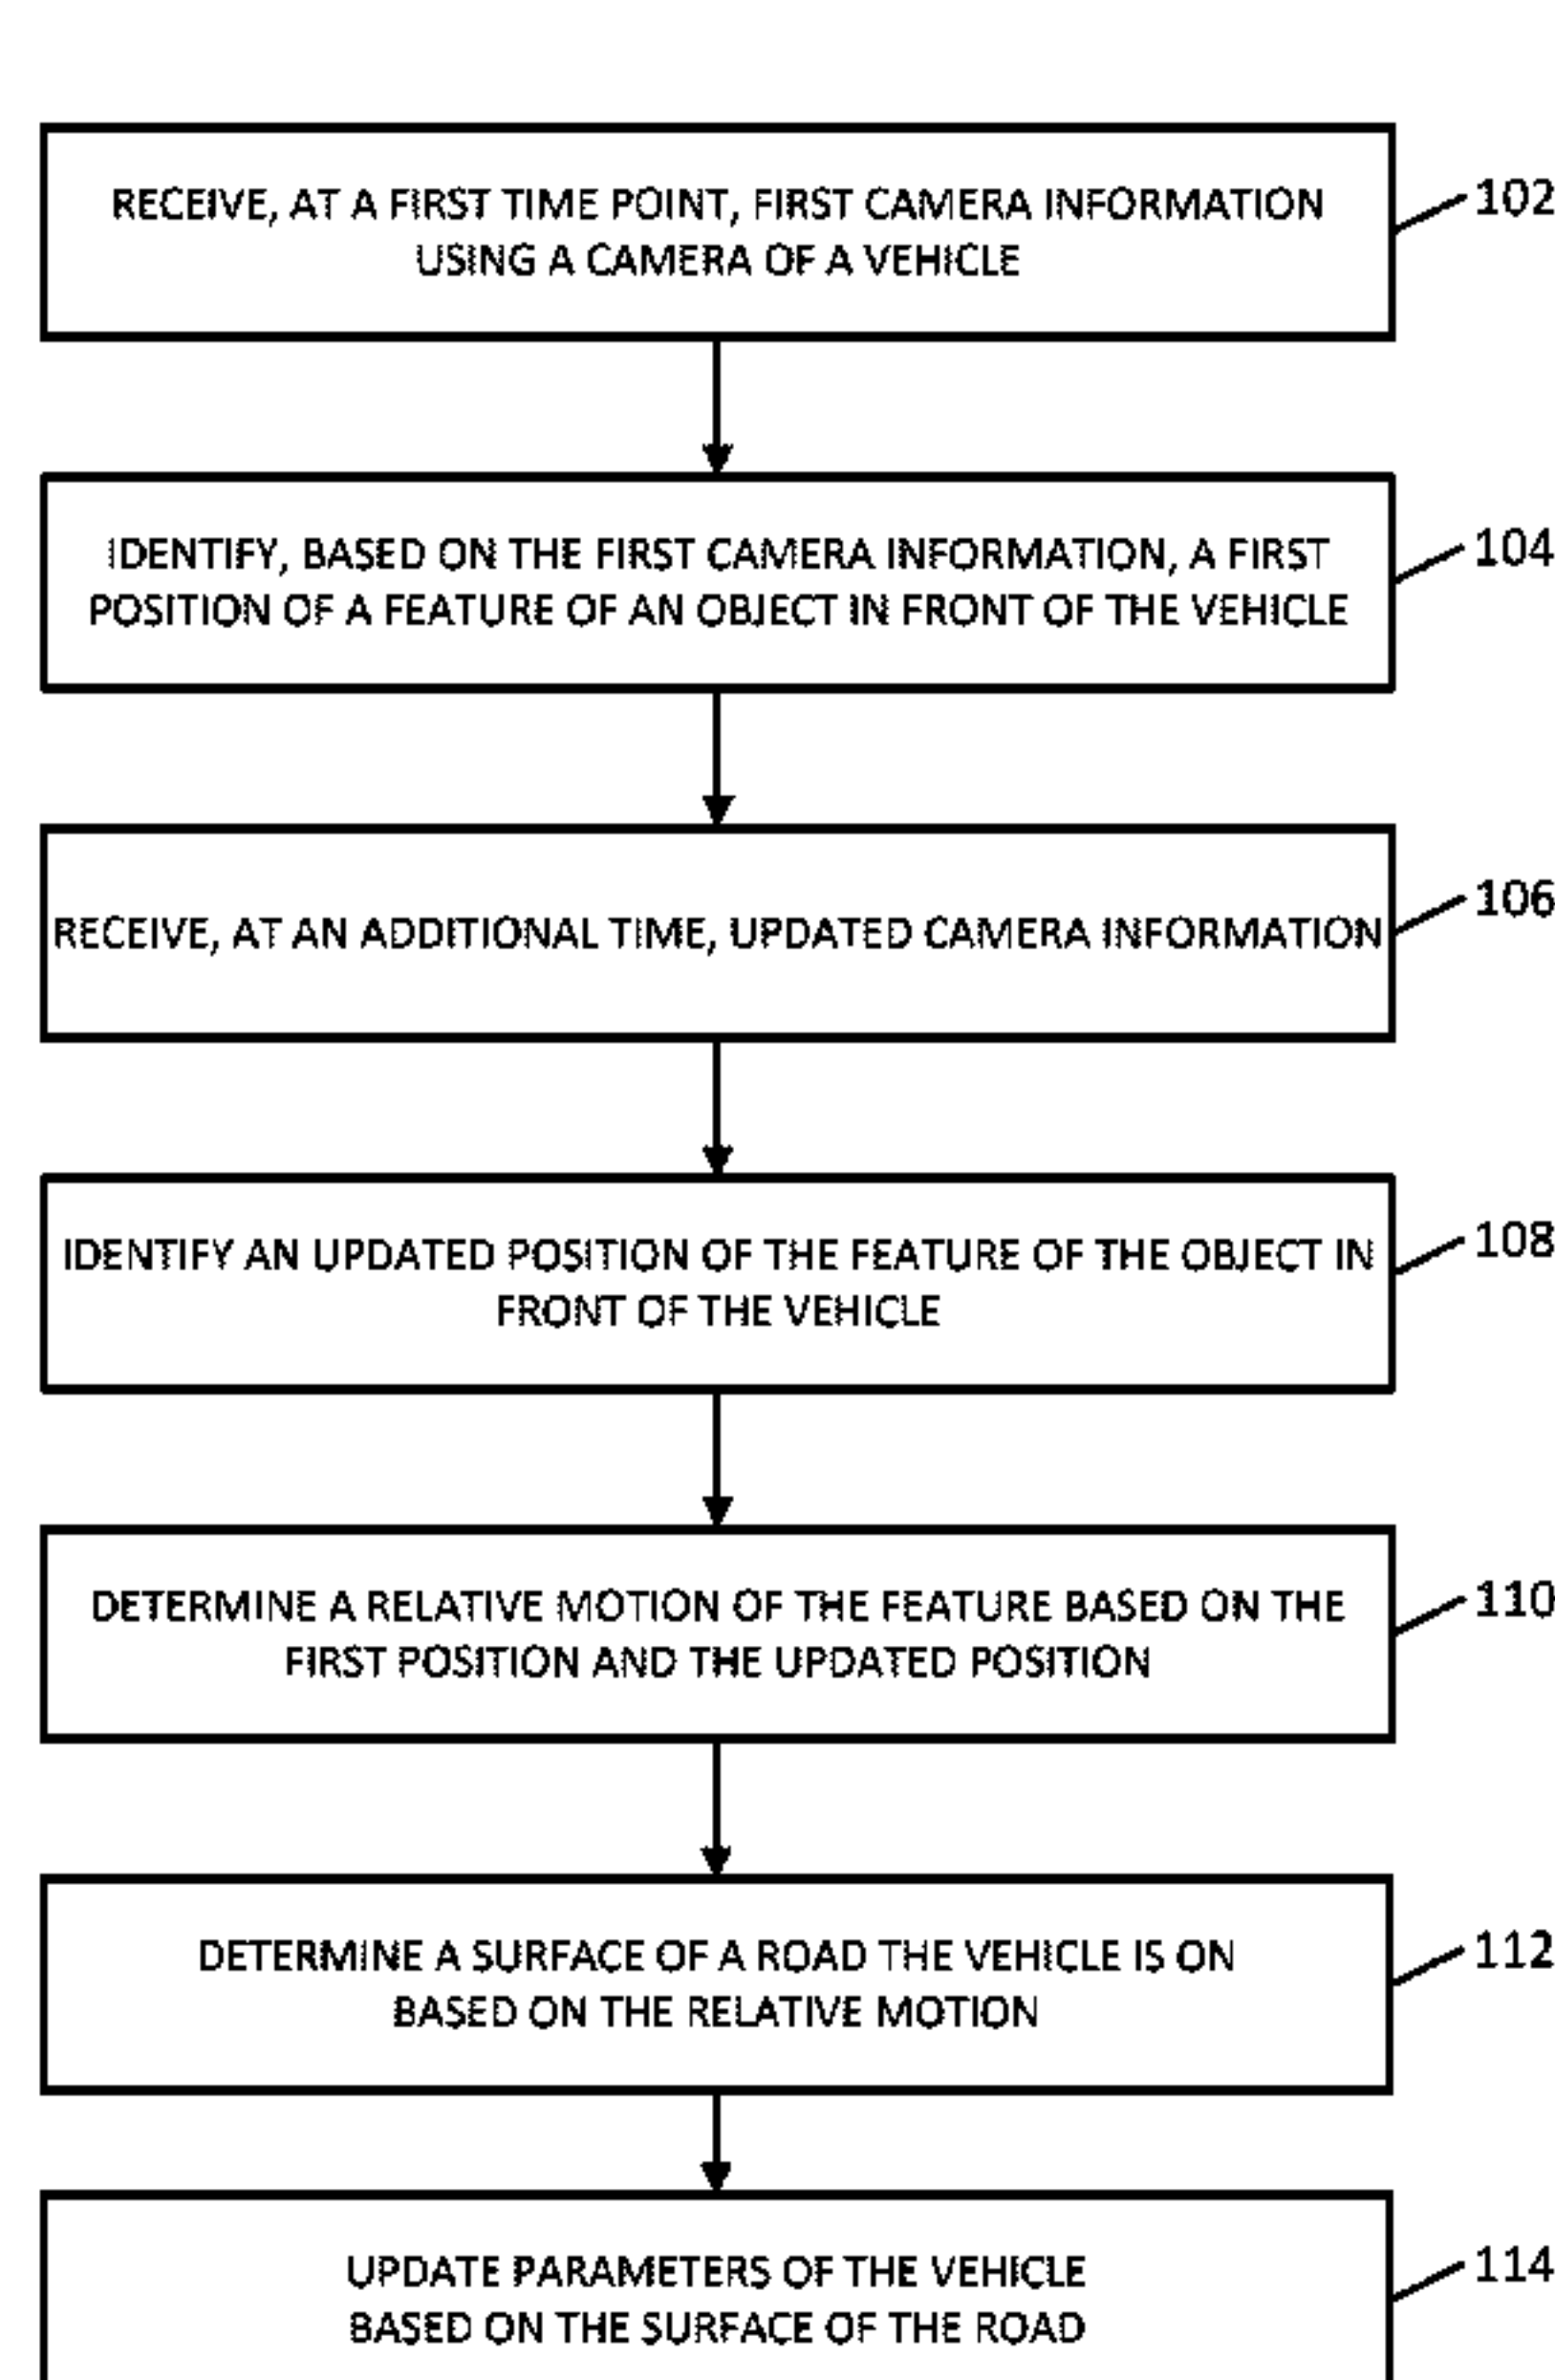 RECEIVE, AT A FIRST TIME POINT, FIRST CAMERA INFORMATION
USING A CAMERA OF A VEHICLE
102
IDENTIFY, BASED ON THE FIRST CAMERA INFORMATION, A FIRST
POSITION OF A FEATURE OF AN OBJECT IN FRONT OF THE VEHICLE
104
RECEIVE, AT AN ADDITIONAL TIME, UPDATED CAMERA INFORMATION
106
IDENTIFY AN UPDATED POSITION OF THE FEATURE OF THE OBJECT IN
FRONT OF THE VEHICLE
108
DETERMINE A RELATIVE MOTION OF THE FEATURE BASED ON THE
FIRST POSITION AND THE UPDATED POSITION
110
DETERMINE A SURFACE OF A ROAD THE VEHICLE IS ON
BASED ON THE RELATIVE MOTION
112
UPDATE PARAMETERS OF THE VEHICLE
BASED ON THE SURFACE OF THE ROAD
114